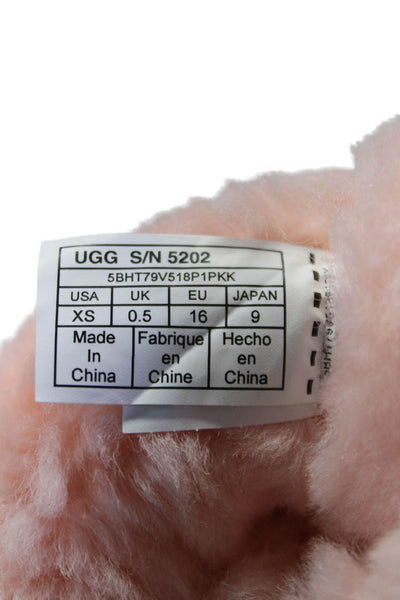 UGG S/N 5202
5BHT79V518P1PKK
USA UK EU JAPAN
XS 0.5 16 9
Made Fabrique Hecho
In en en
China Chine China